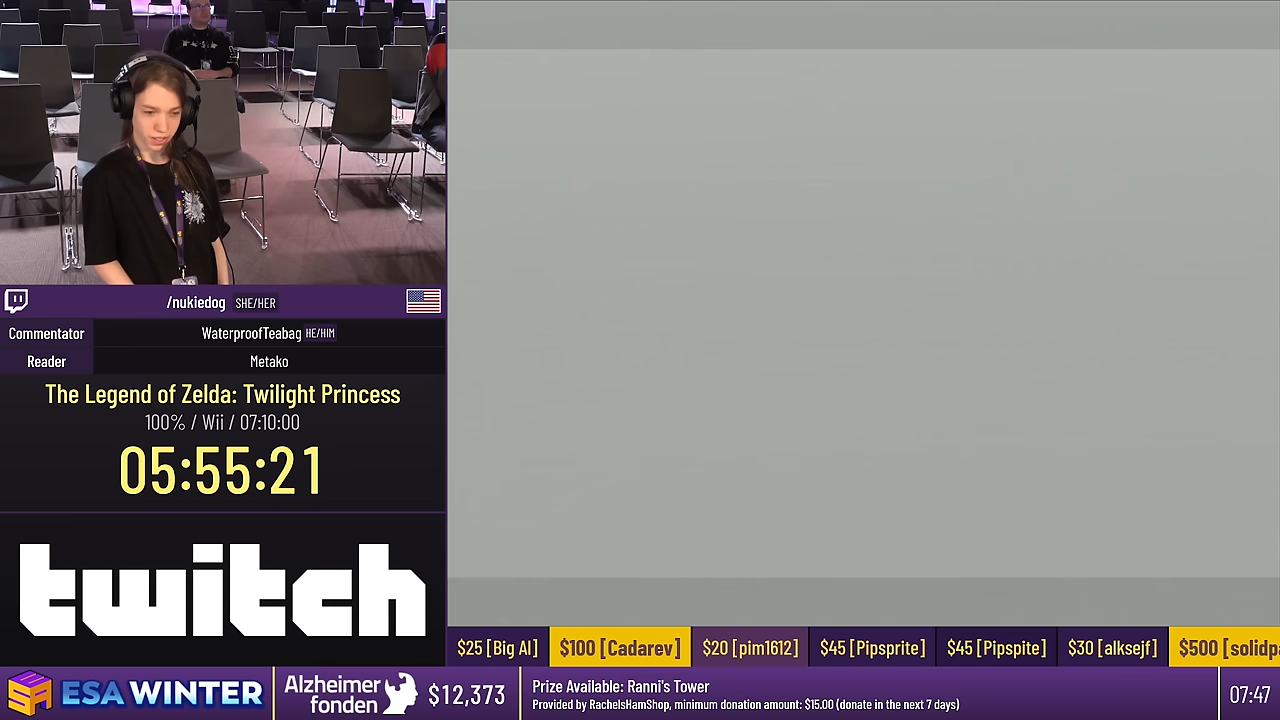 /nukiedog SHE/HER
Commentator WaterproofTeabag HE/HIM
Reader Metako
The Legend of Zelda: Twilight Princess
100% / Wii / 07:10:00
05:55:21
twitch
$25 [Big Al] $100 [Cadarev] $20 [pim1612] $45 [Pipsprite] $45 [Pipspite] $30 [alksejf] $500 [solidpa
ESA WINTER
Alzheimer
fonden
$12,373
Prize Available: Ranni's Tower
Provided by RachelsHamShop, minimum donation amount: $15.00 (donate in the next 7 days)
07:47